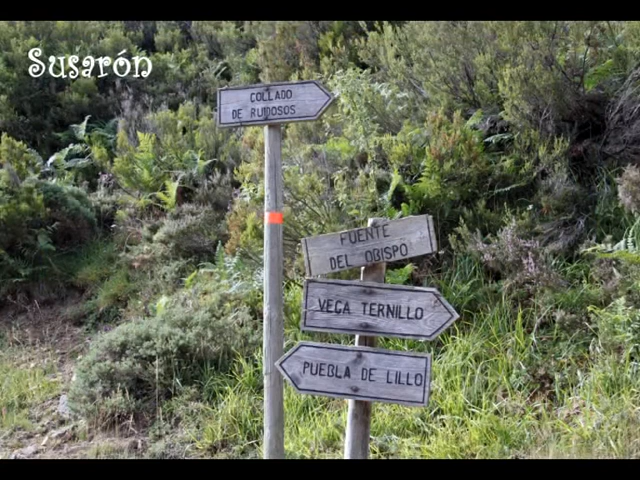 Susarón
COLLADO
DE RUIDOSOS
FUENTE
DEL OBISPO
VEGA TERNILLO
PUEBLA DE LILLO